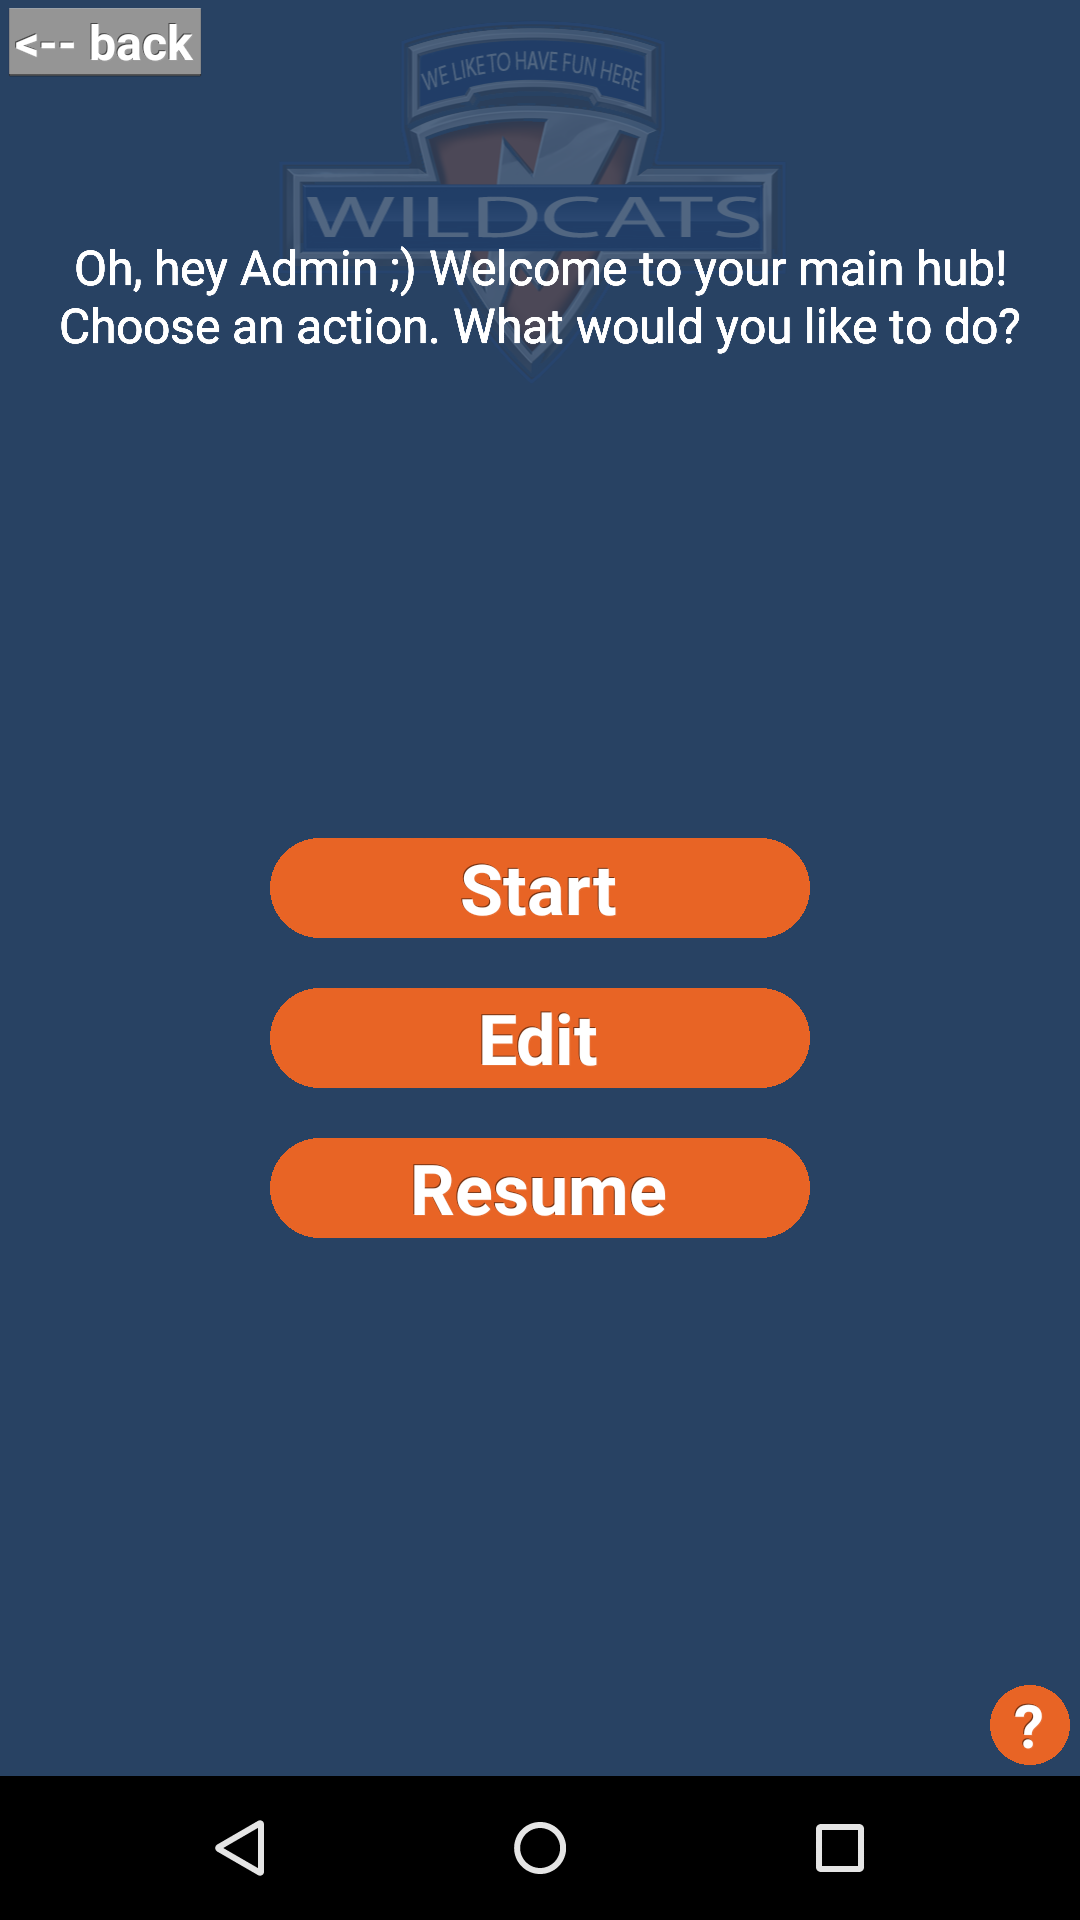 <-- back
WE LIKE TO HAVE FUN HERE
WILDCATS
Oh, hey Admin ;) Welcome to your main hub!
Choose an action. What would you like to do?
Start
Edit
Resume
?